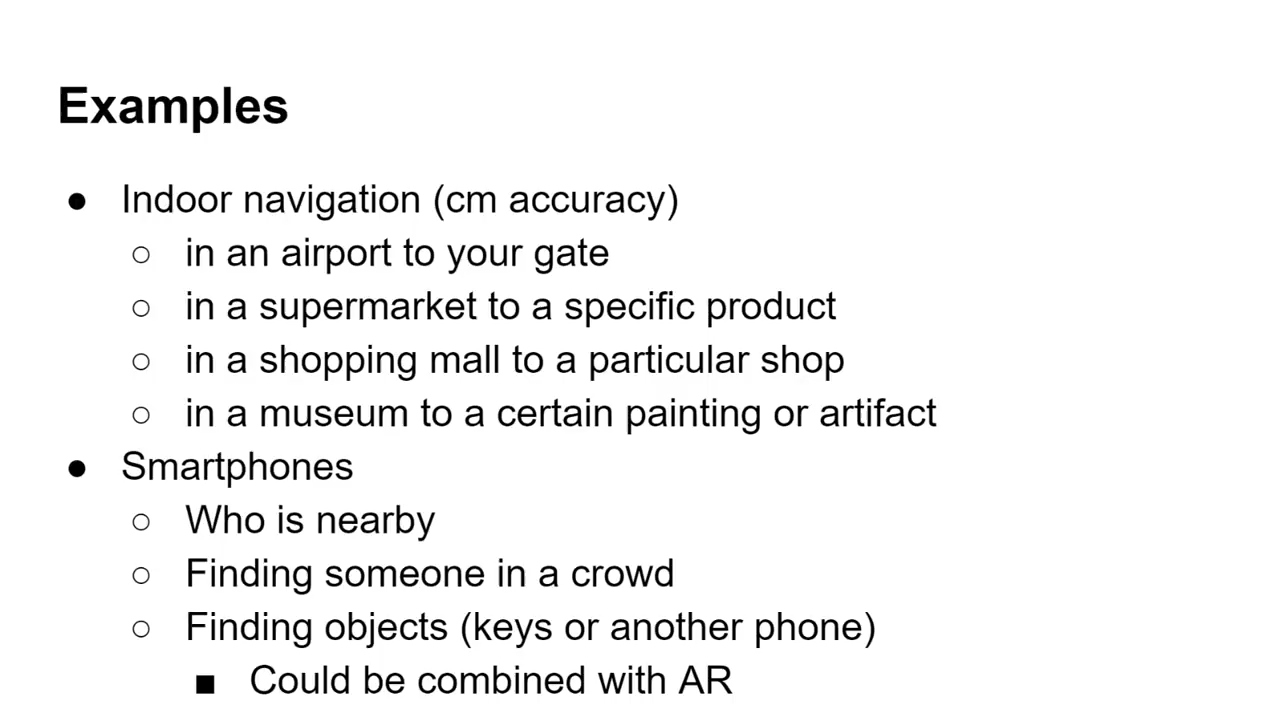 Examples
● Indoor navigation (cm accuracy)
○ in an airport to your gate
○ in a supermarket to a specific product
○ in a shopping mall to a particular shop
○ in a museum to a certain painting or artifact
● Smartphones
○ Who is nearby
○ Finding someone in a crowd
○ Finding objects (keys or another phone)
■ Could be combined with AR